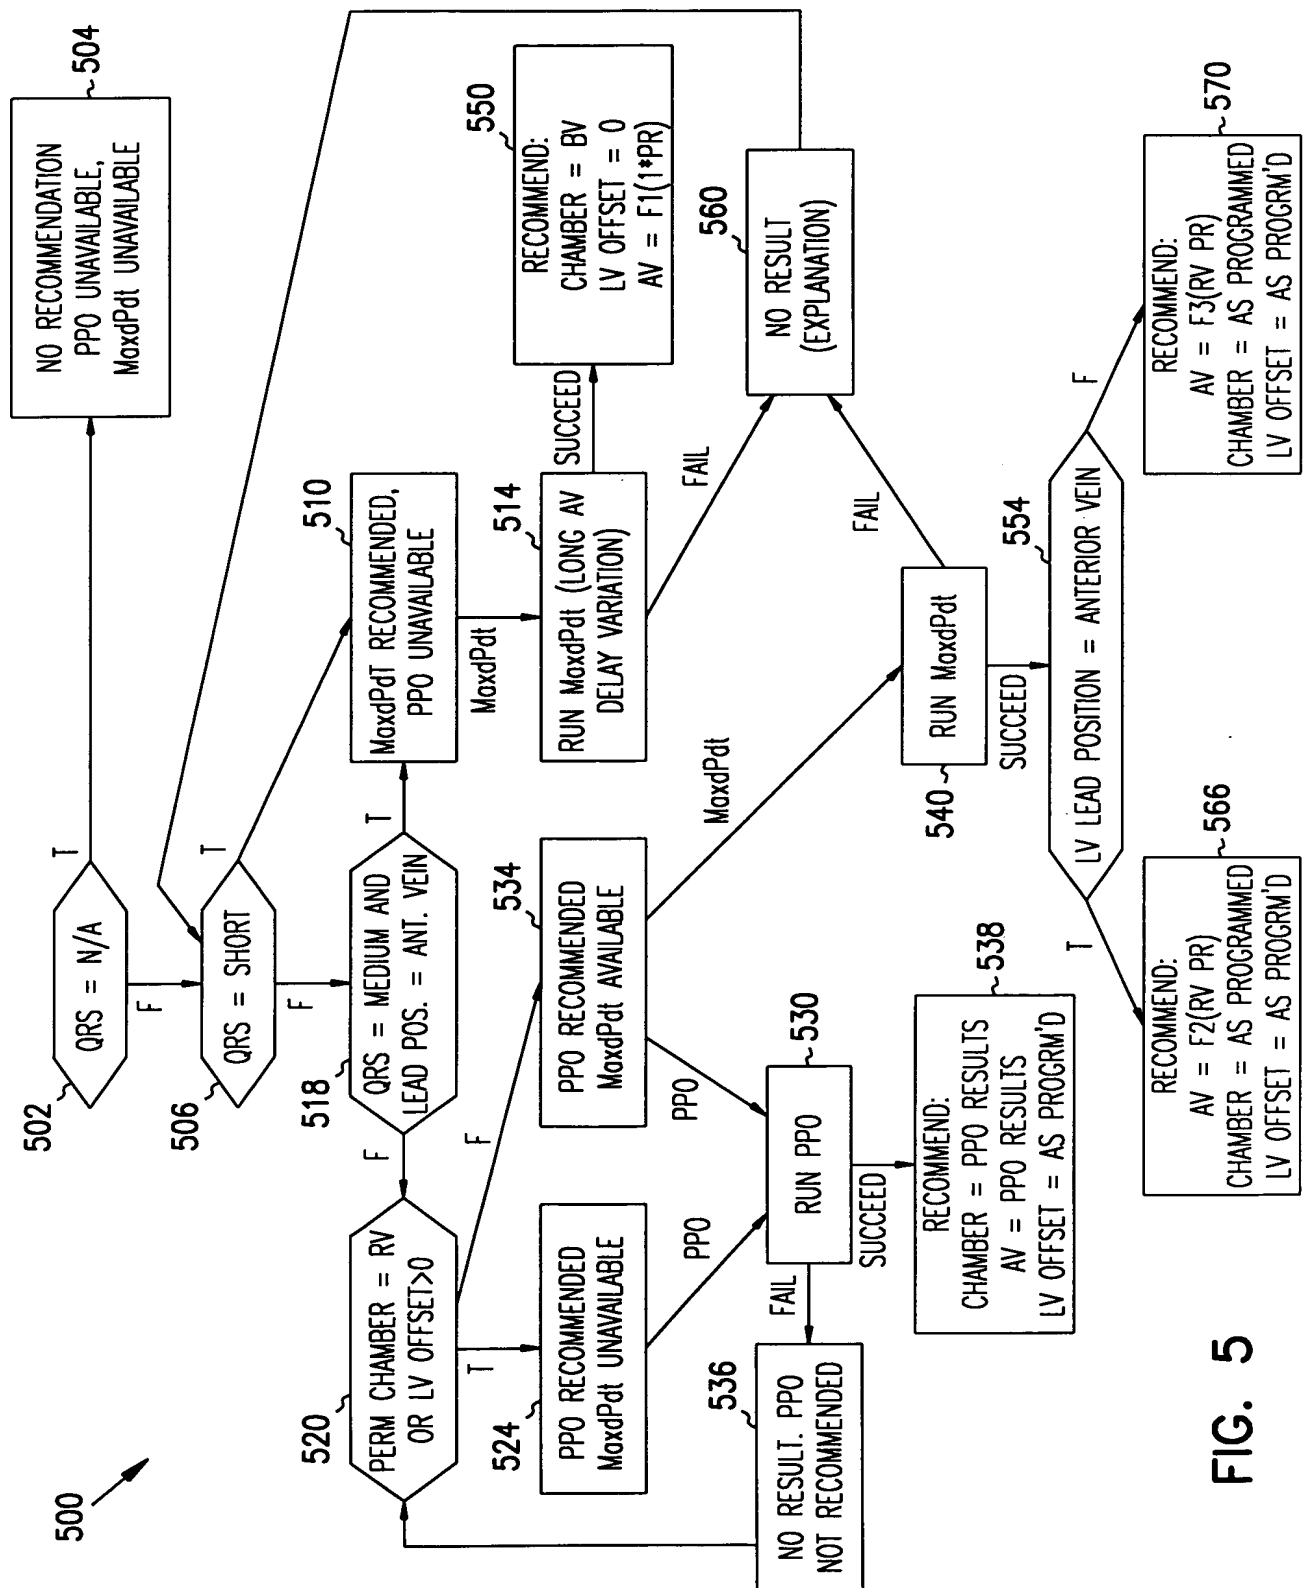 500
502
QRS = N/A
T
F
504
NO RECOMMENDATION
PPO UNAVAILABLE,
MaxdPdt UNAVAILABLE
506
QRS = SHORT
T
F
510
MaxdPdT RECOMMENDED,
PPO UNAVAILABLE
MaxdPdt
514
RUN MaxdPdt (LONG AV
DELAY VARIATION)
SUCCEED
FAIL
550
RECOMMEND:
CHAMBER = BV
LV OFFSET = 0
AV = F1(1*PR)
518
QRS = MEDIUM AND
LEAD POS. = ANT. VEIN
T
F
520
PERM CHAMBER = RV
OR LV OFFSET>0
T
F
524
PPO RECOMMENDED
MaxdPdt UNAVAILABLE
PPO
534
PPO RECOMMENDED
MaxdPdt AVAILABLE
PPO
MaxdPdt
530
RUN PPO
FAIL
SUCCEED
536
NO RESULT. PPO
NOT RECOMMENDED
538
RECOMMEND:
CHAMBER = PPO RESULTS
AV = PPO RESULTS
LV OFFSET = AS PROGRM'D
540
RUN MaxdPdt
FAIL
SUCCEED
560
NO RESULT
(EXPLANATION)
554
LV LEAD POSITION = ANTERIOR VEIN
T
F
566
RECOMMEND:
AV = F2(RV PR)
CHAMBER = AS PROGRAMMED
LV OFFSET = AS PROGRM'D
570
RECOMMEND:
AV = F3(RV PR)
CHAMBER = AS PROGRAMMED
LV OFFSET = AS PROGRM'D
FIG. 5